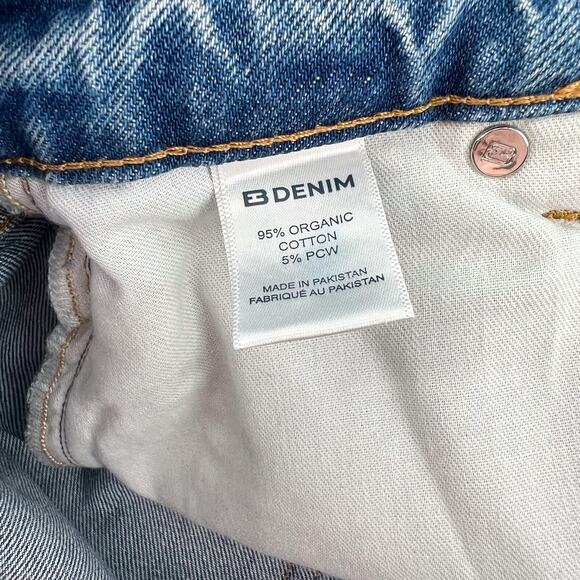 EB DENIM
95% ORGANIC
COTTON
5% PCW
MADE IN PAKISTAN
FABRIQUÉ AU PAKISTAN